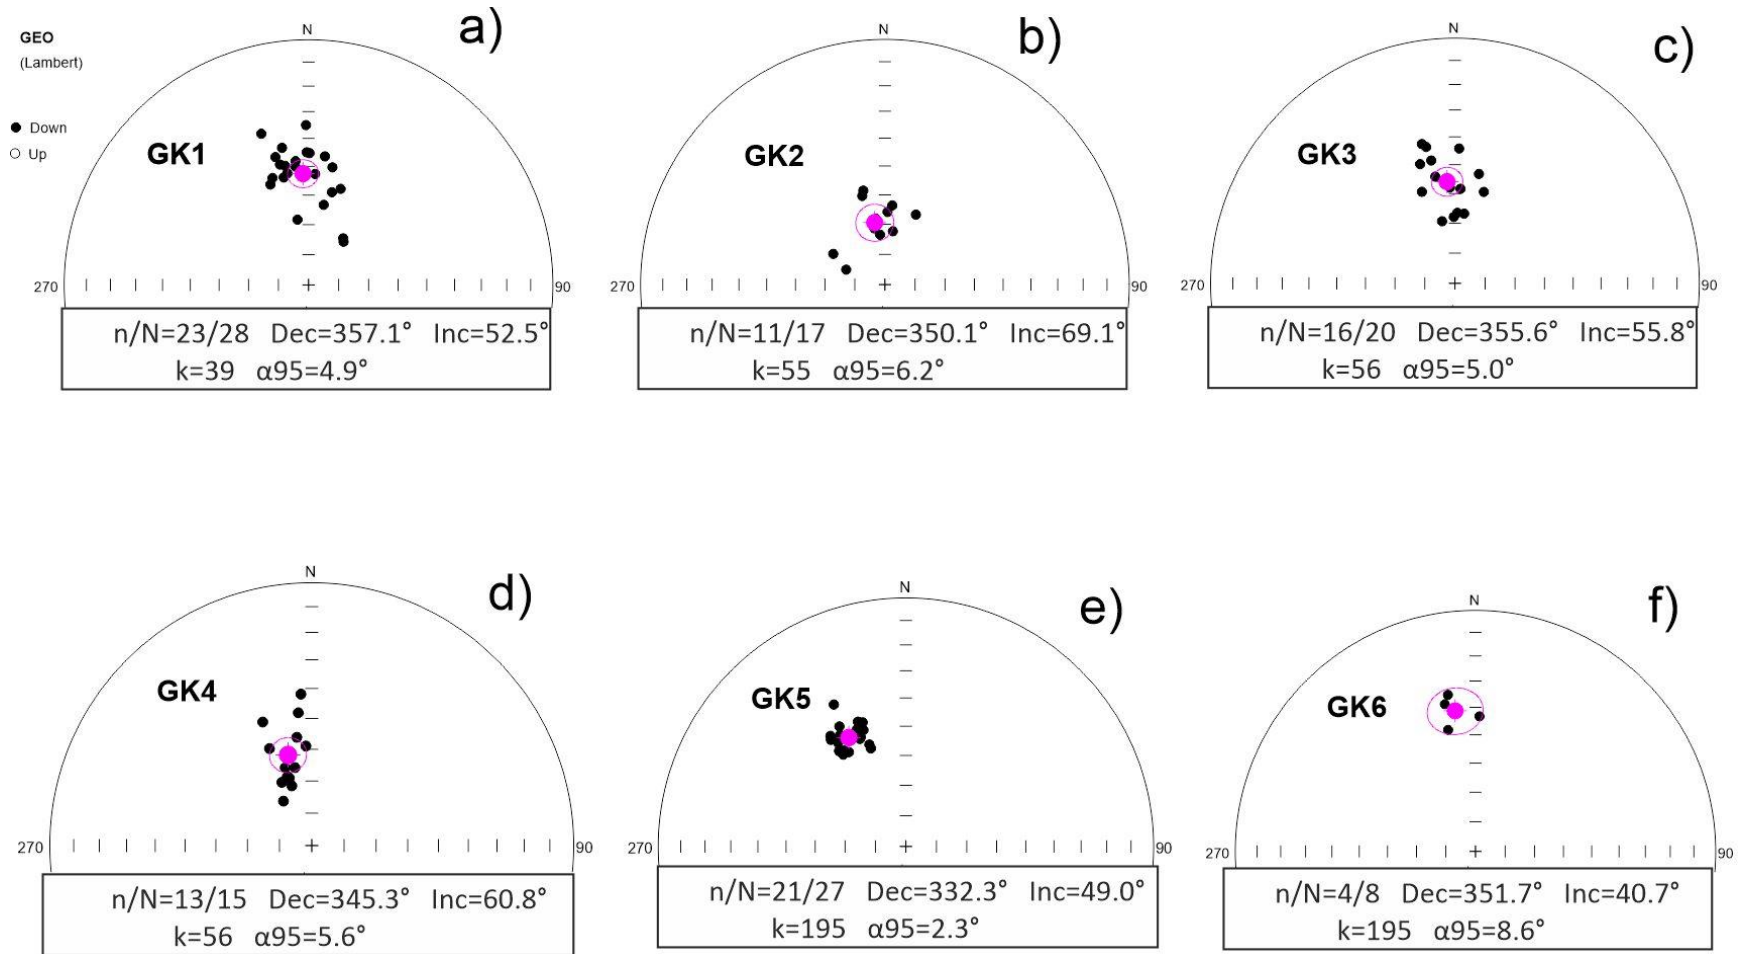 GEO
(Lambert)
Down
Up
a)
N
GK1
270
90
n/N=23/28 Dec=357.1° Inc=52.5°
k=39 α95=4.9°
b)
N
GK2
270
90
n/N=11/17 Dec=350.1° Inc=69.1°
k=55 α95=6.2°
c)
N
GK3
270
90
n/N=16/20 Dec=355.6° Inc=55.8°
k=56 α95=5.0°
d)
N
GK4
270
90
n/N=13/15 Dec=345.3° Inc=60.8°
k=56 α95=5.6°
e)
N
GK5
270
90
n/N=21/27 Dec=332.3° Inc=49.0°
k=195 α95=2.3°
f)
N
GK6
270
90
n/N=4/8 Dec=351.7° Inc=40.7°
k=195 α95=8.6°